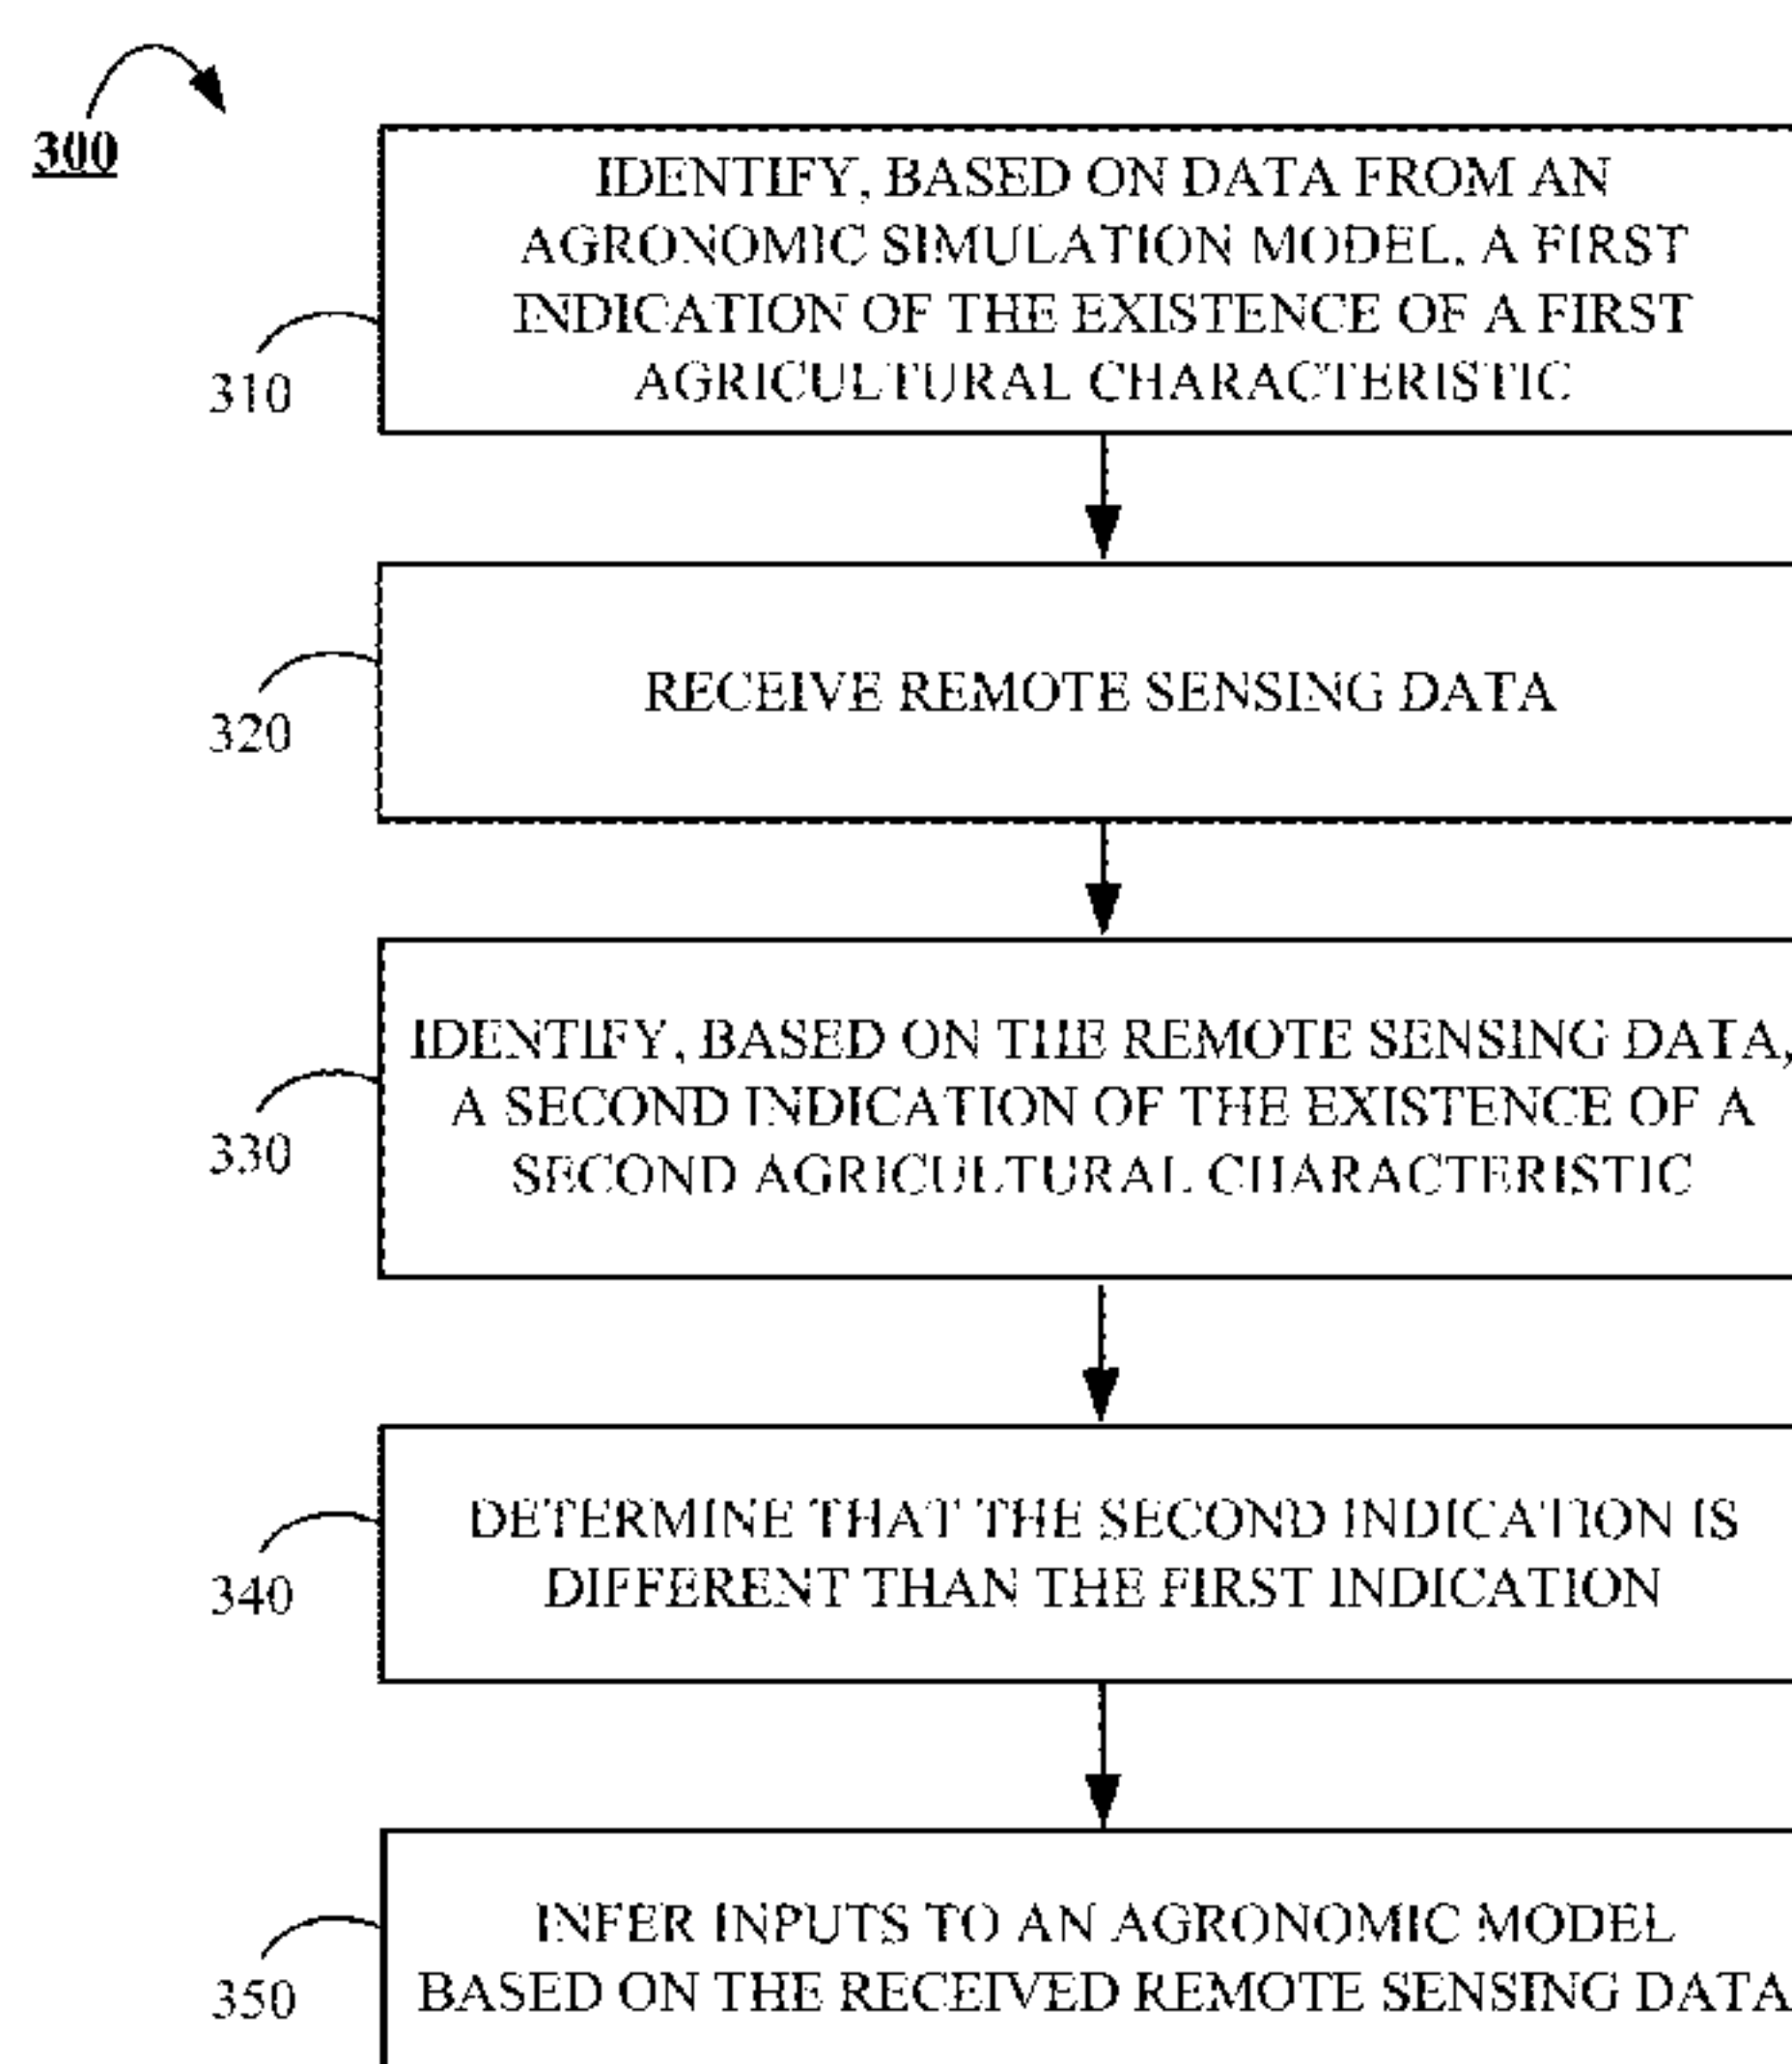 300
IDENTIFY, BASED ON DATA FROM AN
AGRONOMIC SIMULATION MODEL, A FIRST
INDICATION OF THE EXISTENCE OF A FIRST
AGRICULTURAL CHARACTERISTIC
310
RECEIVE REMOTE SENSING DATA
320
IDENTIFY, BASED ON THE REMOTE SENSING DATA,
A SECOND INDICATION OF THE EXISTENCE OF A
SECOND AGRICULTURAL CHARACTERISTIC
330
DETERMINE THAT THE SECOND INDICATION IS
DIFFERENT THAN THE FIRST INDICATION
340
INFER INPUTS TO AN AGRONOMIC MODEL
BASED ON THE RECEIVED REMOTE SENSING DATA
350